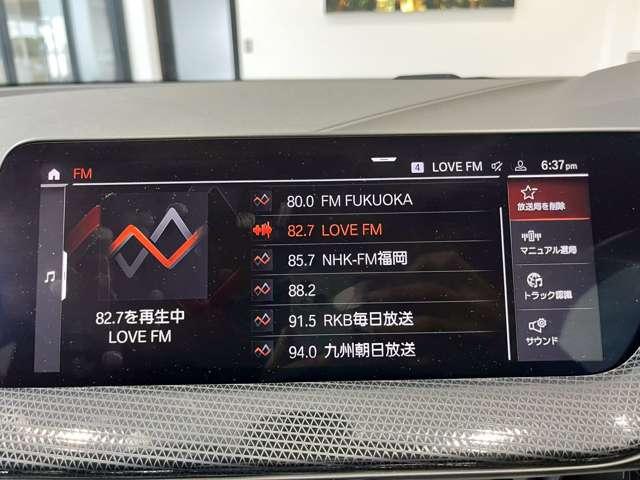 FM
4 LOVE FM 6:37pm
82.7を再生中
LOVE FM
80.0 FM FUKUOKA
82.7 LOVE FM
85.7 NHK-FM福岡
88.2
91.5 RKB毎日放送
94.0 九州朝日放送
放送局を削除
マニュアル選局
トラック認識
サウンド